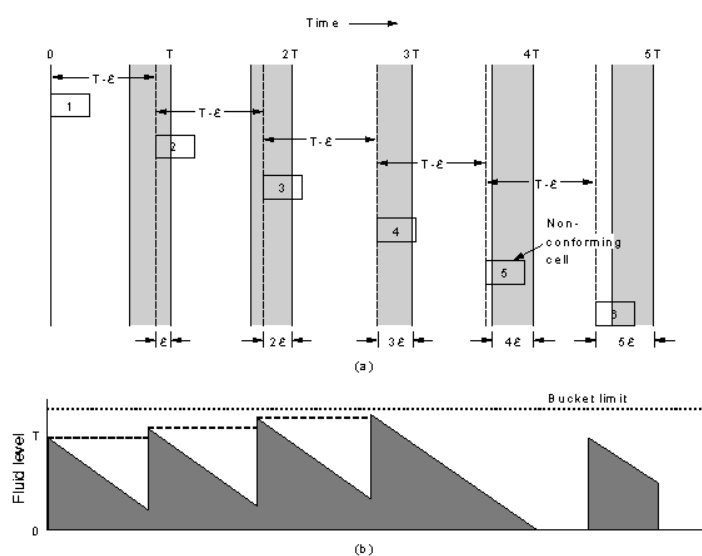 Time
0 T 2T 3T 4T 5T
T-ε
1
T-ε
2
T-ε
3
T-ε
4
T-ε
Non-
conforming
cell
5
6
ε 2ε 3ε 4ε 5ε
(a)
Bucket limit
T
Fluid level
0
(b)